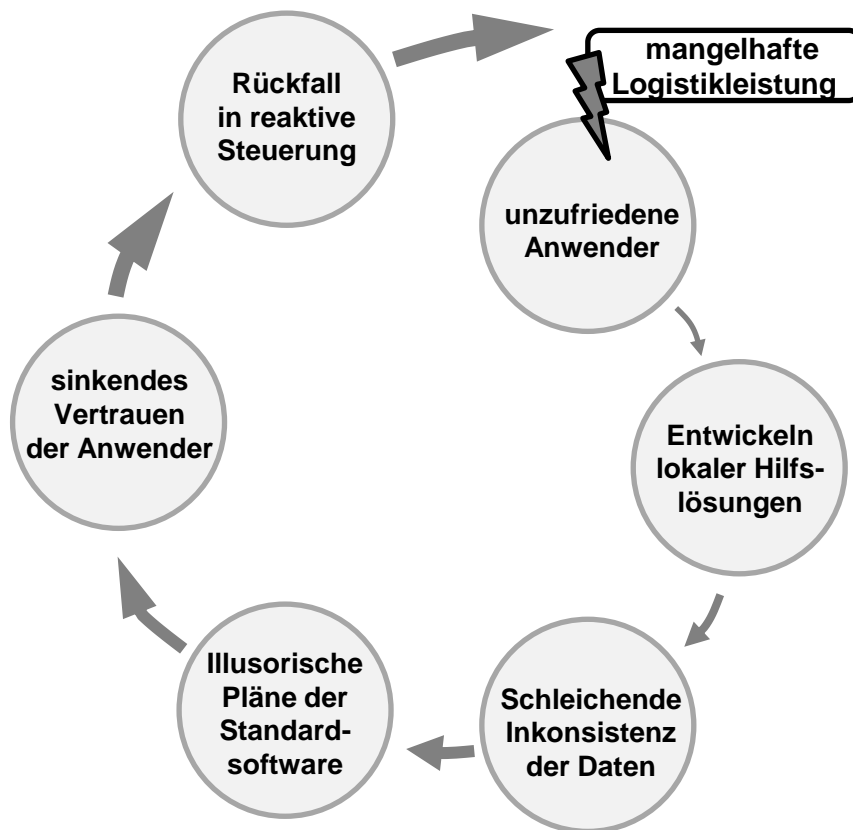 mangelhafte
Logistikleistung
unzufriedene
Anwender
Entwickeln
lokaler Hilfs-
lösungen
Schleichende
Inkonsistenz
der Daten
Illusorische
Pläne der
Standard-
software
sinkendes
Vertrauen
der Anwender
Rückfall
in reaktive
Steuerung